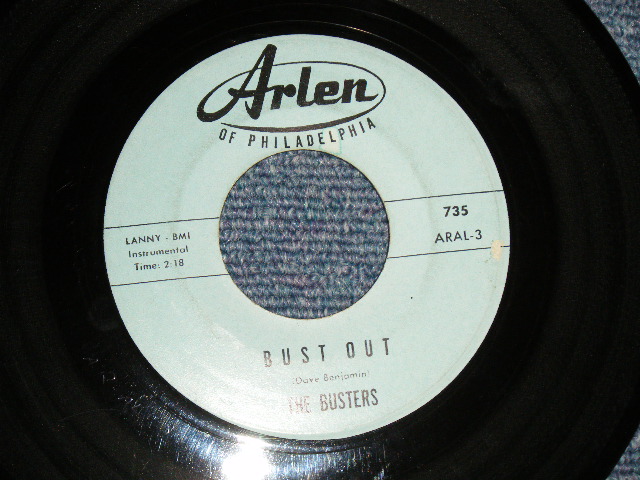 Arlen
OF PHILADELPHIA
LANNY - BMI
Instrumental
Time: 2:18
735
ARAL-3
BUST OUT
(Dave Benjamin)
THE BUSTERS